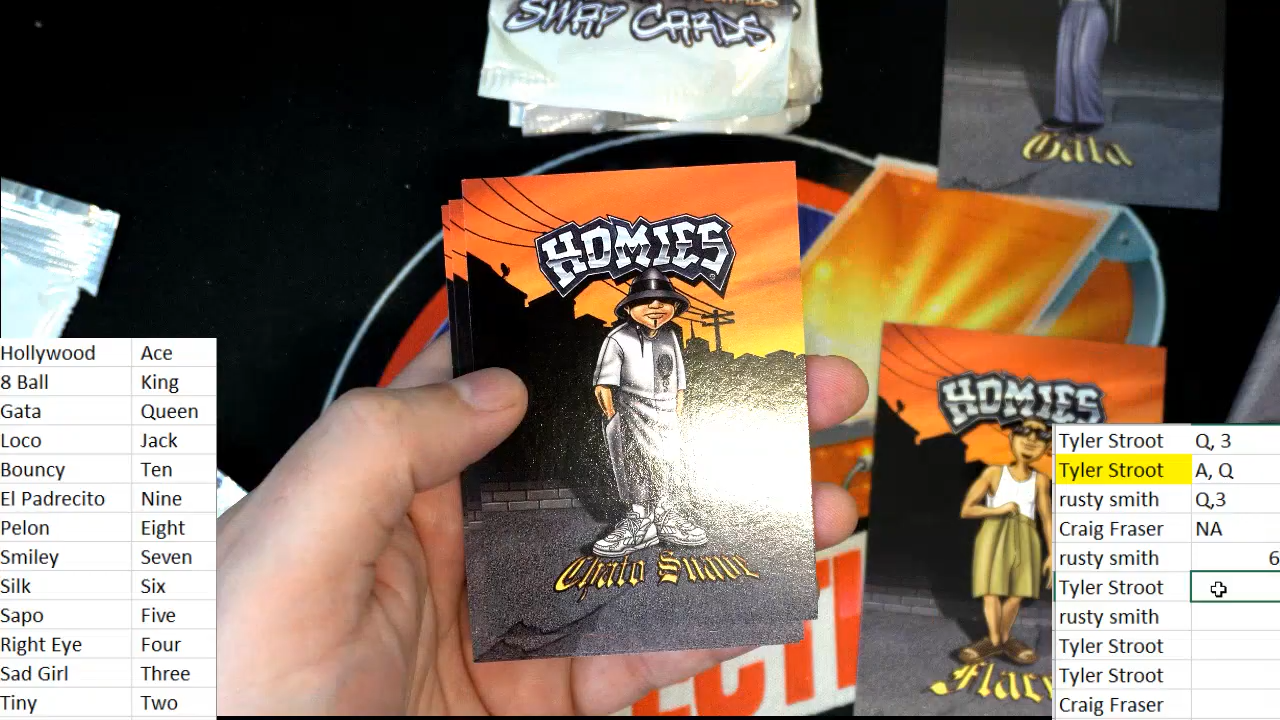 SWAP CARDS
Gata
HOMIES
Chato Suave
HOMIES
Hollywood Ace
8 Ball King
Gata Queen
Loco Jack
Bouncy Ten
El Padrecito Nine
Pelon Eight
Smiley Seven
Silk Six
Sapo Five
Right Eye Four
Sad Girl Three
Tiny Two
Tyler Stroot Q, 3
Tyler Stroot A, Q
rusty smith Q,3
Craig Fraser NA
rusty smith 6
Tyler Stroot
rusty smith
Tyler Stroot
Tyler Stroot
Craig Fraser